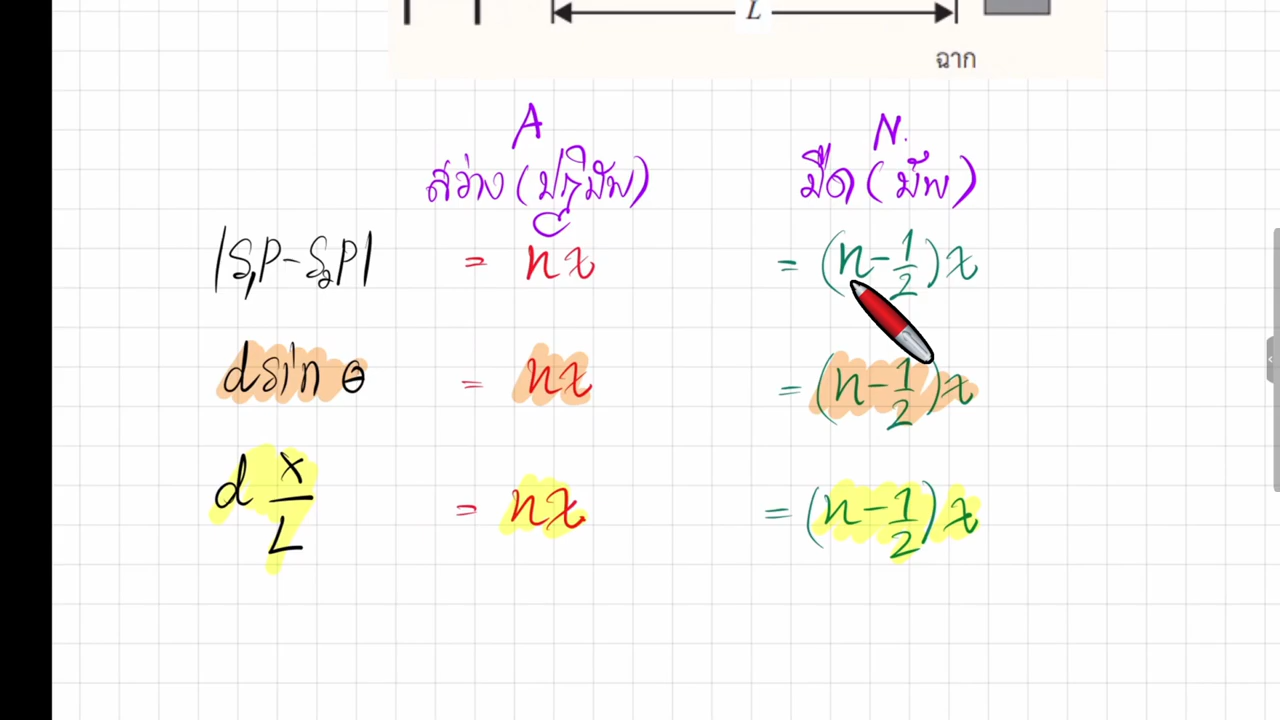 L
ฉาก
A N.
สว่าง (ปฏิบัพ) มืด (บัพ)
|S₁P-S₂P| = nλ = (n-1/2)λ
dsin θ = nλ = (n-1/2)λ
d x/L = nλ = (n-1/2)λ